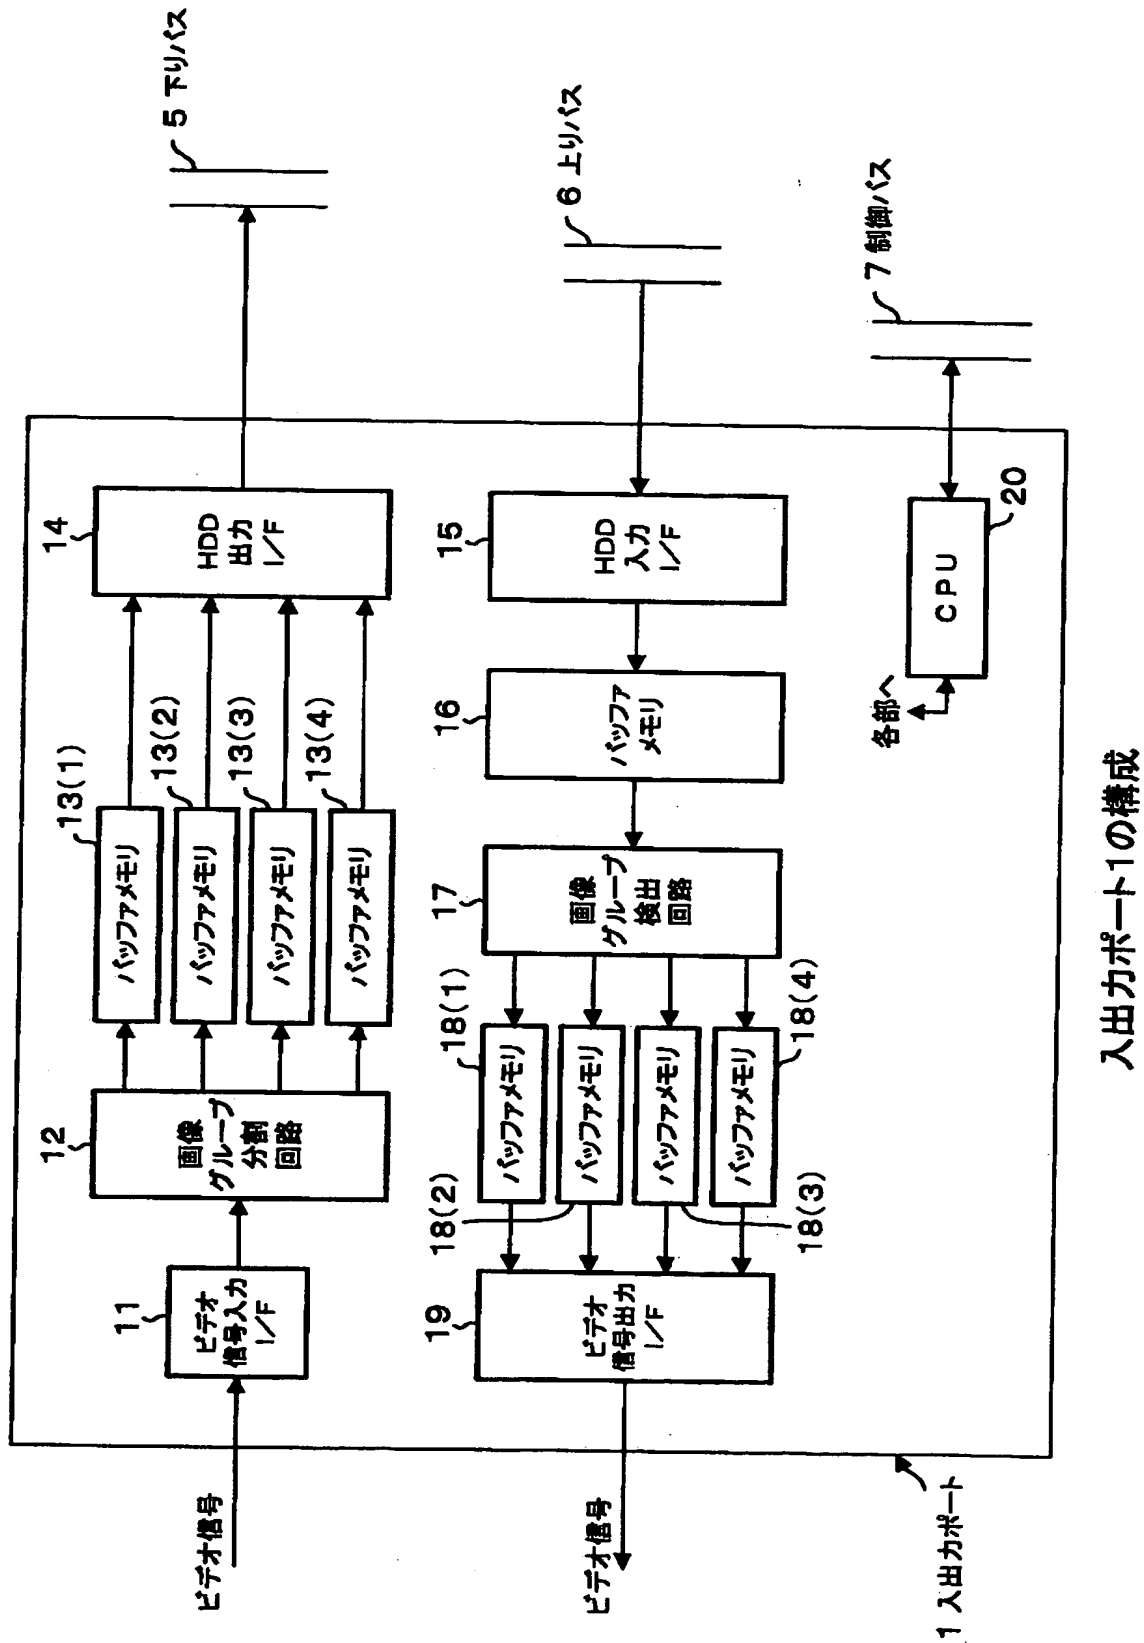 5 下りバス
14
HDD
出力
I/F
13(1)
13(2)
13(3)
13(4)
バッファメモリ
バッファメモリ
バッファメモリ
バッファメモリ
12
画像
グループ
分割
回路
11
ビデオ
信号入力
I/F
ビデオ信号
6 上りバス
15
HDD
入力
I/F
16
バッファ
メモリ
17
画像
グループ
検出
回路
18(1)
18(4)
バッファメモリ
バッファメモリ
バッファメモリ
バッファメモリ
18(2)
18(3)
19
ビデオ
信号出力
I/F
ビデオ信号
7 制御バス
20
CPU
各部へ
1 入出力ポート
入出力ポート1の構成